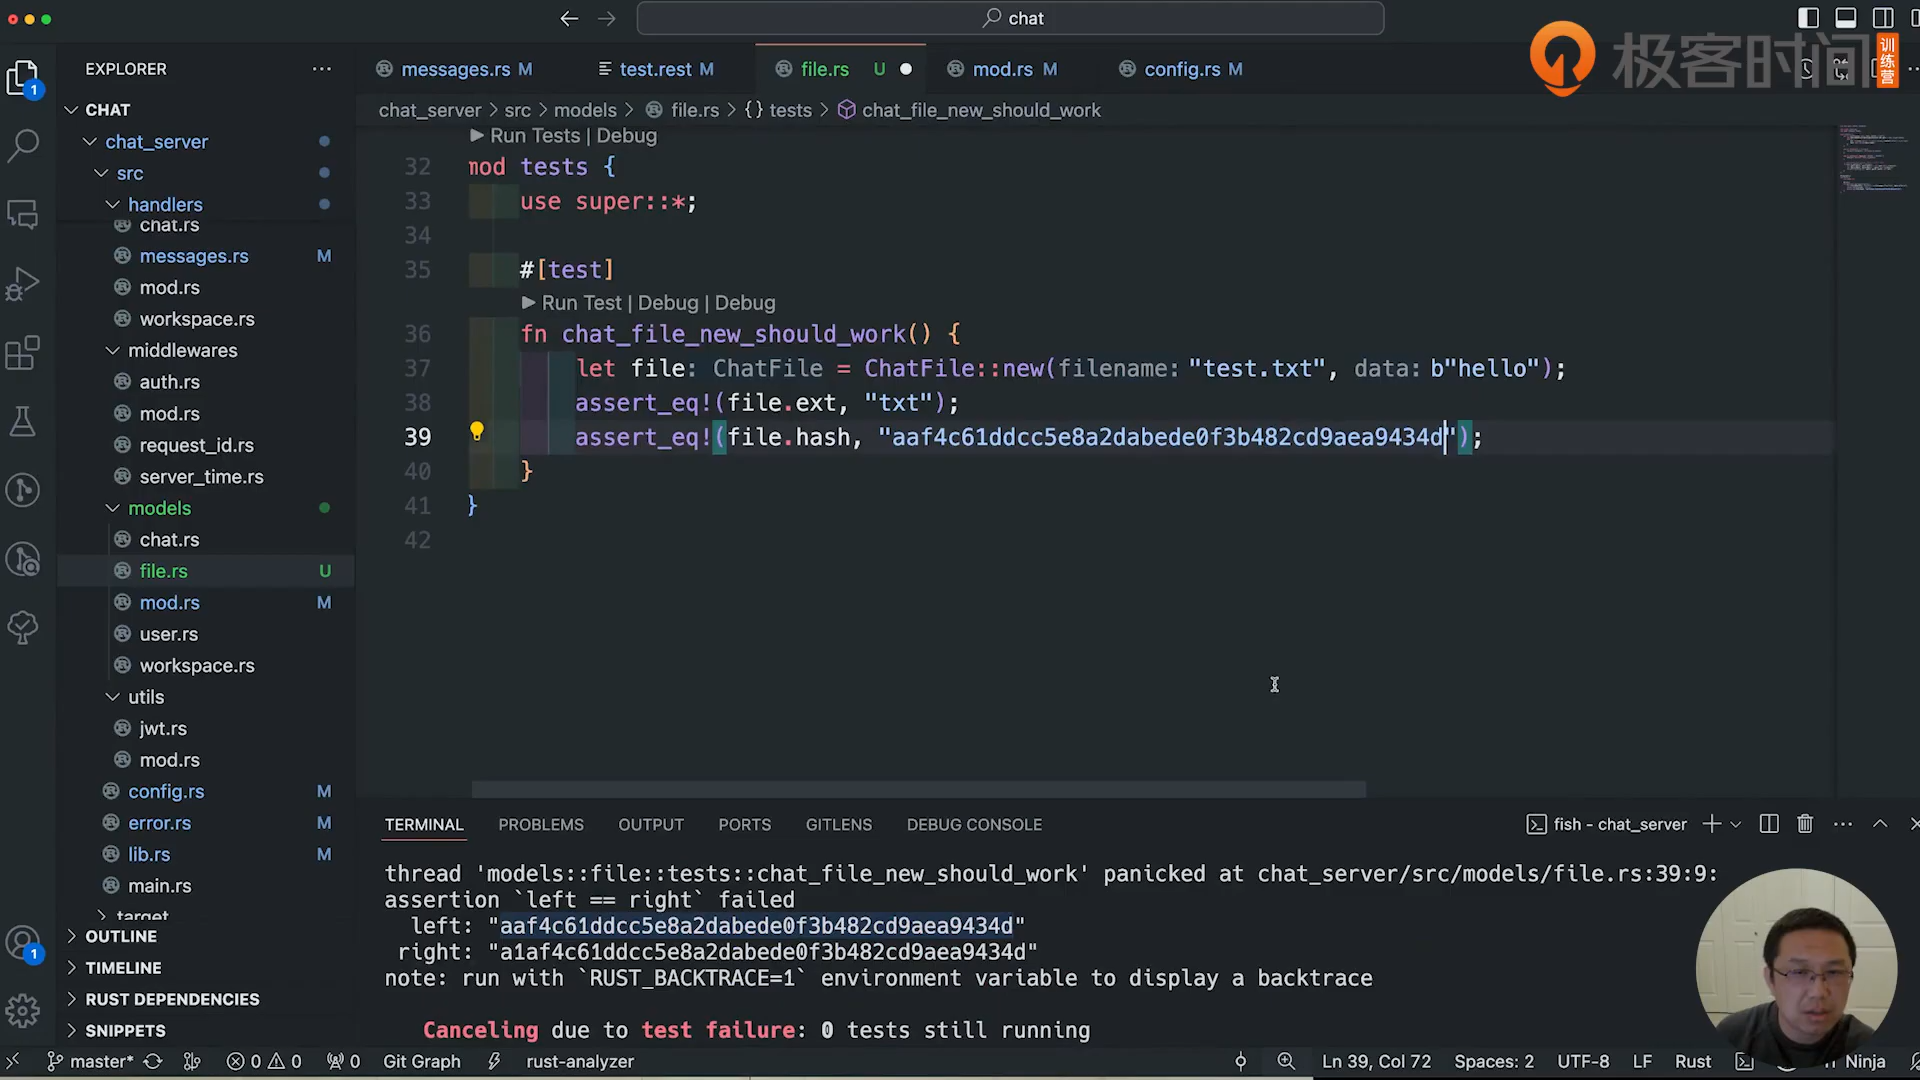 chat
极客时间
训练营
EXPLORER
messages.rs M
test.rest M
file.rs U
mod.rs M
config.rs M
CHAT
chat_server > src > models > file.rs > {} tests > chat_file_new_should_work
chat_server
src
handlers
chat.rs
messages.rs M
mod.rs
workspace.rs
middlewares
auth.rs
mod.rs
request_id.rs
server_time.rs
models
chat.rs
file.rs U
mod.rs M
user.rs
workspace.rs
utils
jwt.rs
mod.rs
config.rs M
error.rs M
lib.rs M
main.rs
target
OUTLINE
TIMELINE
RUST DEPENDENCIES
SNIPPETS
1
1
Run Tests | Debug
32 mod tests {
33 use super::*;
34
35 #[test]
Run Test | Debug | Debug
36 fn chat_file_new_should_work() {
37 let file: ChatFile = ChatFile::new(filename: "test.txt", data: b"hello");
38 assert_eq!(file.ext, "txt");
39 assert_eq!(file.hash, "aaf4c61ddcc5e8a2dabede0f3b482cd9aea9434d");
40 }
41 }
42
TERMINAL PROBLEMS OUTPUT PORTS GITLENS DEBUG CONSOLE
fish - chat_server
thread 'models::file::tests::chat_file_new_should_work' panicked at chat_server/src/models/file.rs:39:9:
assertion `left == right` failed
left: "aaf4c61ddcc5e8a2dabede0f3b482cd9aea9434d"
right: "a1af4c61ddcc5e8a2dabede0f3b482cd9aea9434d"
note: run with `RUST_BACKTRACE=1` environment variable to display a backtrace
Canceling due to test failure: 0 tests still running
master* 0 0 0 Git Graph rust-analyzer Ln 39, Col 72 Spaces: 2 UTF-8 LF Rust Ninja